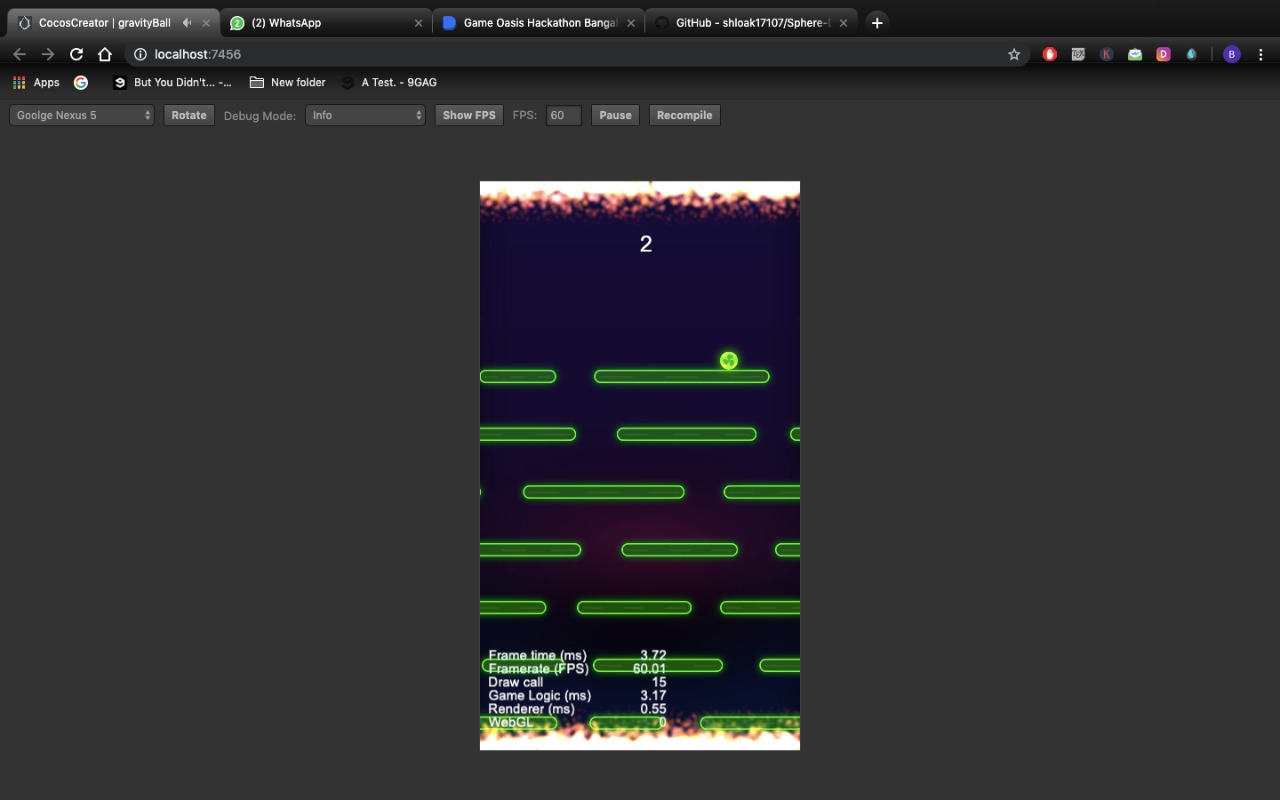 CocosCreator | gravityBall
(2) WhatsApp
Game Oasis Hackathon Banga
GitHub - shloak17107/Sphere-
localhost:7456
K
D
B
Apps
But You Didn't... -...
New folder
A Test. - 9GAG
Goolge Nexus 5
Rotate
Debug Mode:
Info
Show FPS
FPS:
60
Pause
Recompile
2
Frame time (ms) 3.72
Framerate (FPS) 60.01
Draw call 15
Game Logic (ms) 3.17
Renderer (ms) 0.55
WebGL 0